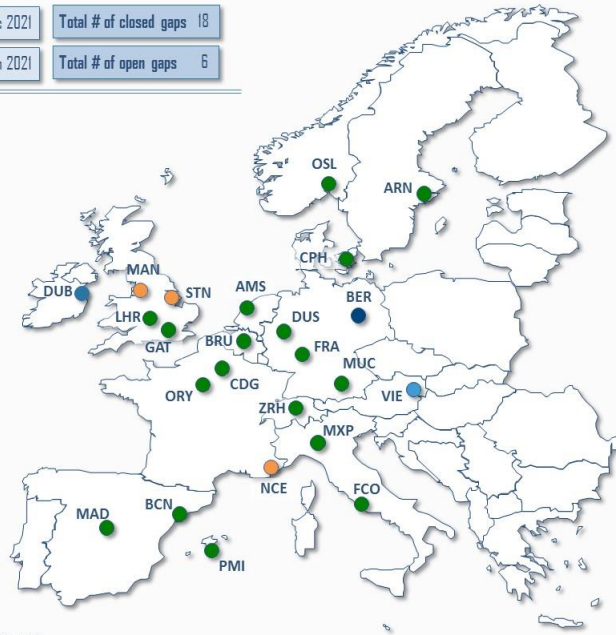 2021 Total # of closed gaps 18
2021 Total # of open gaps 6
OSL
ARN
CPH
MAN
DUB
STN
AMS
BER
LHR
DUS
GAT
BRU
FRA
MUC
ORY
CDG
VIE
ZRH
MXP
NCE
FCO
MAD
BCN
PMI